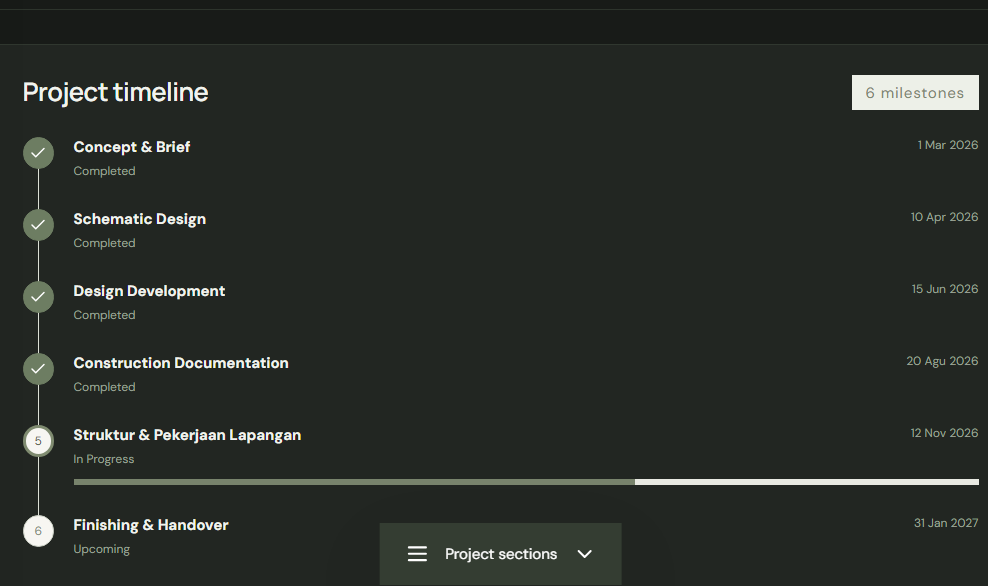 Project timeline
6 milestones
Concept & Brief
1 Mar 2026
Completed
Schematic Design
10 Apr 2026
Completed
Design Development
15 Jun 2026
Completed
Construction Documentation
20 Agu 2026
Completed
5
Struktur & Pekerjaan Lapangan
12 Nov 2026
In Progress
6
Finishing & Handover
31 Jan 2027
Upcoming
Project sections